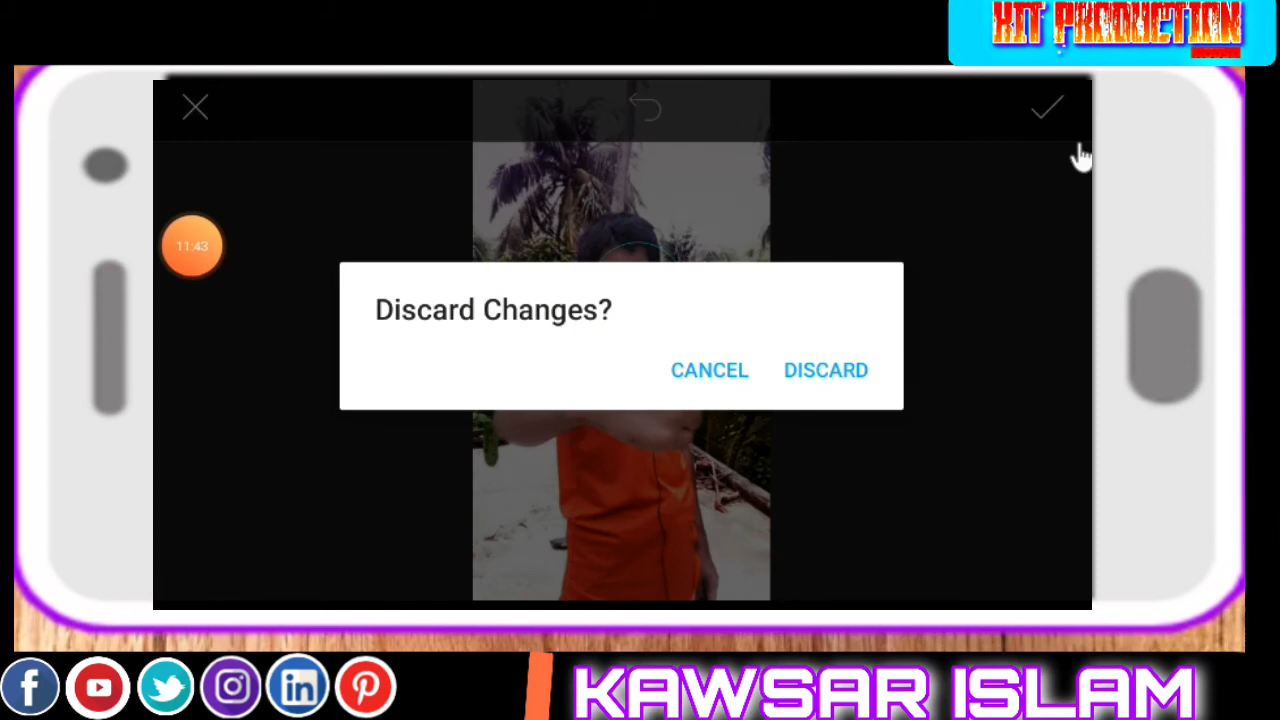 HIT PRODUCTION
11:43
Discard Changes?
CANCEL DISCARD
KAWSAR ISLAM